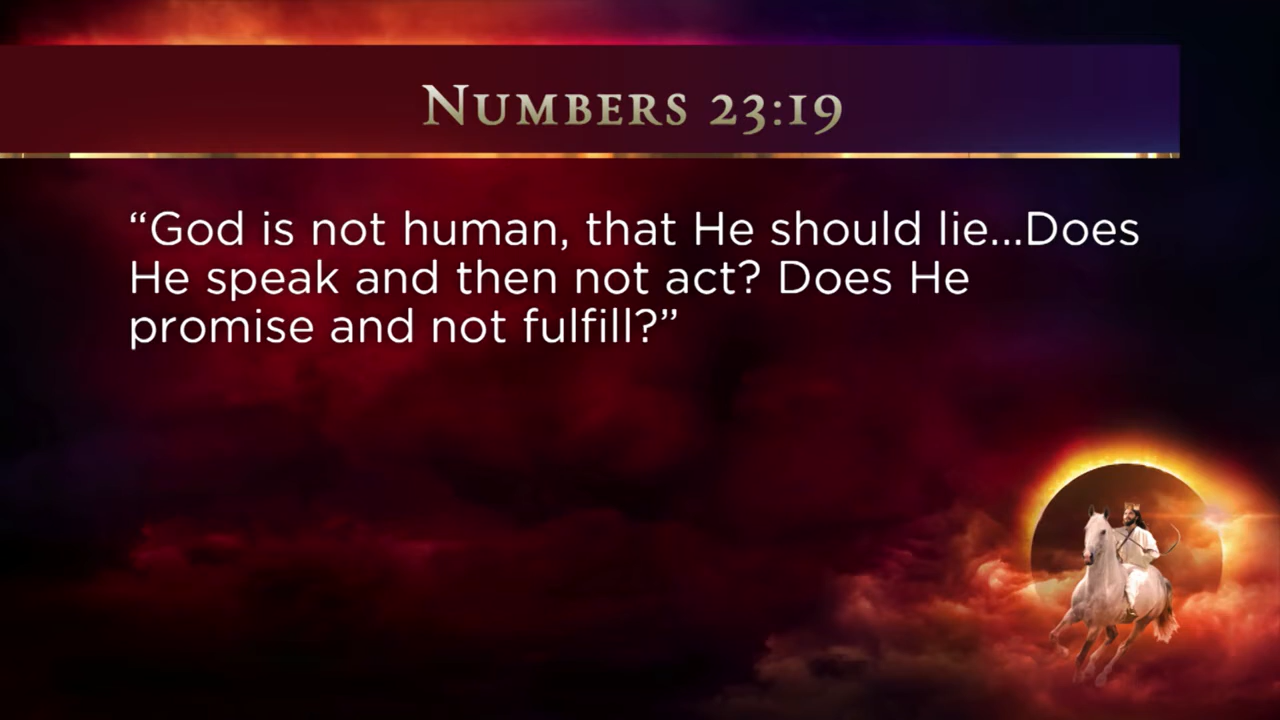 NUMBERS 23:19
“God is not human, that He should lie...Does
He speak and then not act? Does He
promise and not fulfill?”